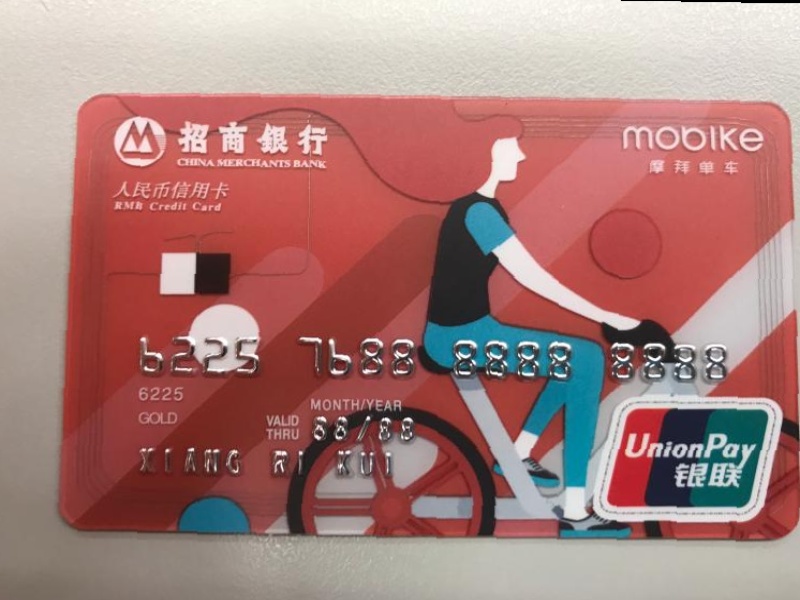 招商銀行
CHINA MERCHANTS BANK
mobike
摩拜单车
人民币信用卡
RMB Credit Card
6225 7688 8888 8888
6225
GOLD
MONTH/YEAR
VALID THRU 88/88
XIANG RI KUI
UnionPay
银联